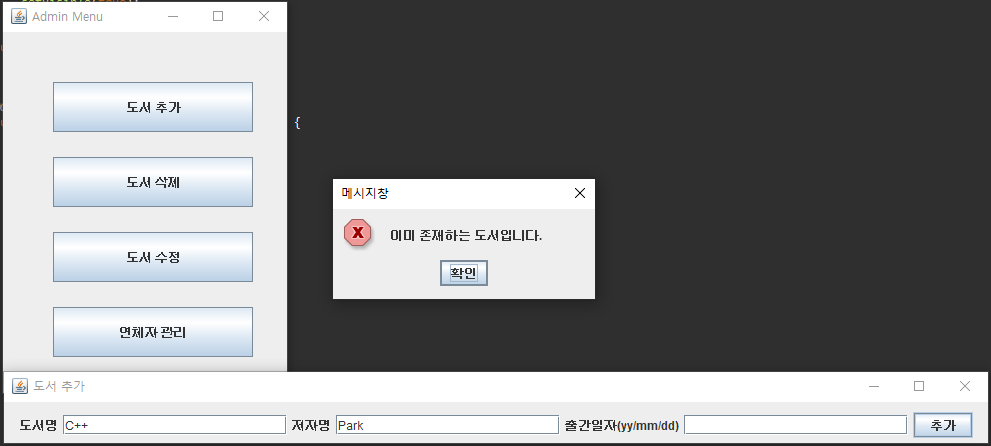 Admin Menu
도서 추가
{
도서 삭제
메시지창
이미 존재하는 도서입니다.
확인
도서 수정
연체자 관리
도서 추가
도서명 C++ 저자명 Park 출간일자(yy/mm/dd) 추가